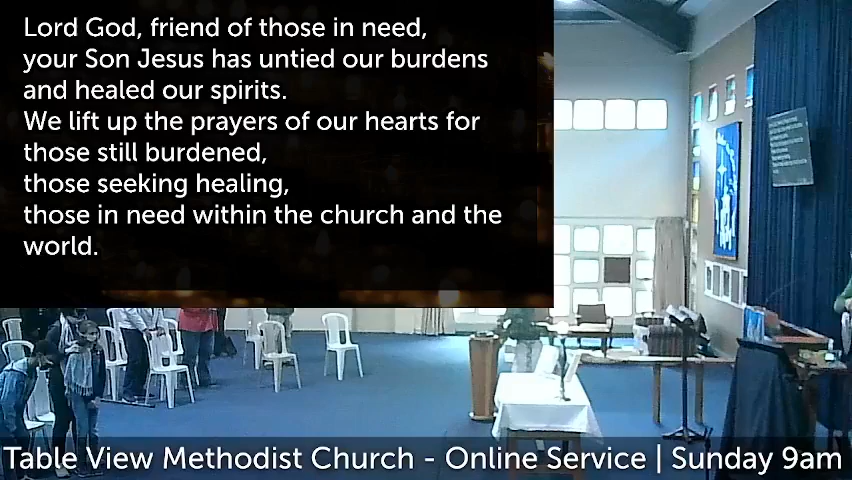 Lord God, friend of those in need,
your Son Jesus has untied our burdens
and healed our spirits.
We lift up the prayers of our hearts for
those still burdened,
those seeking healing,
those in need within the church and the
world.
Table View Methodist Church - Online Service | Sunday 9am